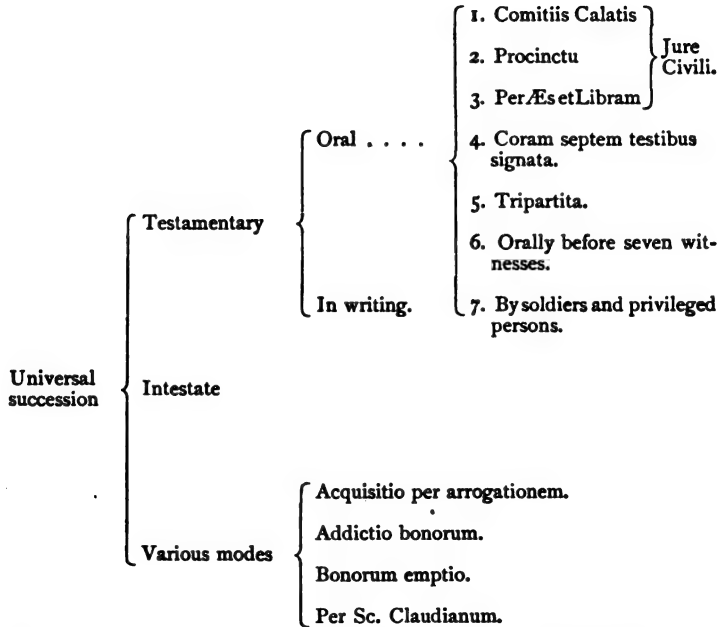 1. Comitiis Calatis
2. Procinctu
3. Per Æs et Libram
Jure
Civili.
Oral . . . .
4. Coram septem testibus
signata.
5. Tripartita.
6. Orally before seven wit-
nesses.
7. By soldiers and privileged
persons.
In writing.
Testamentary
Universal
succession
Intestate
Various modes
Acquisitio per arrogationem.
Addictio bonorum.
Bonorum emptio.
Per Sc. Claudianum.